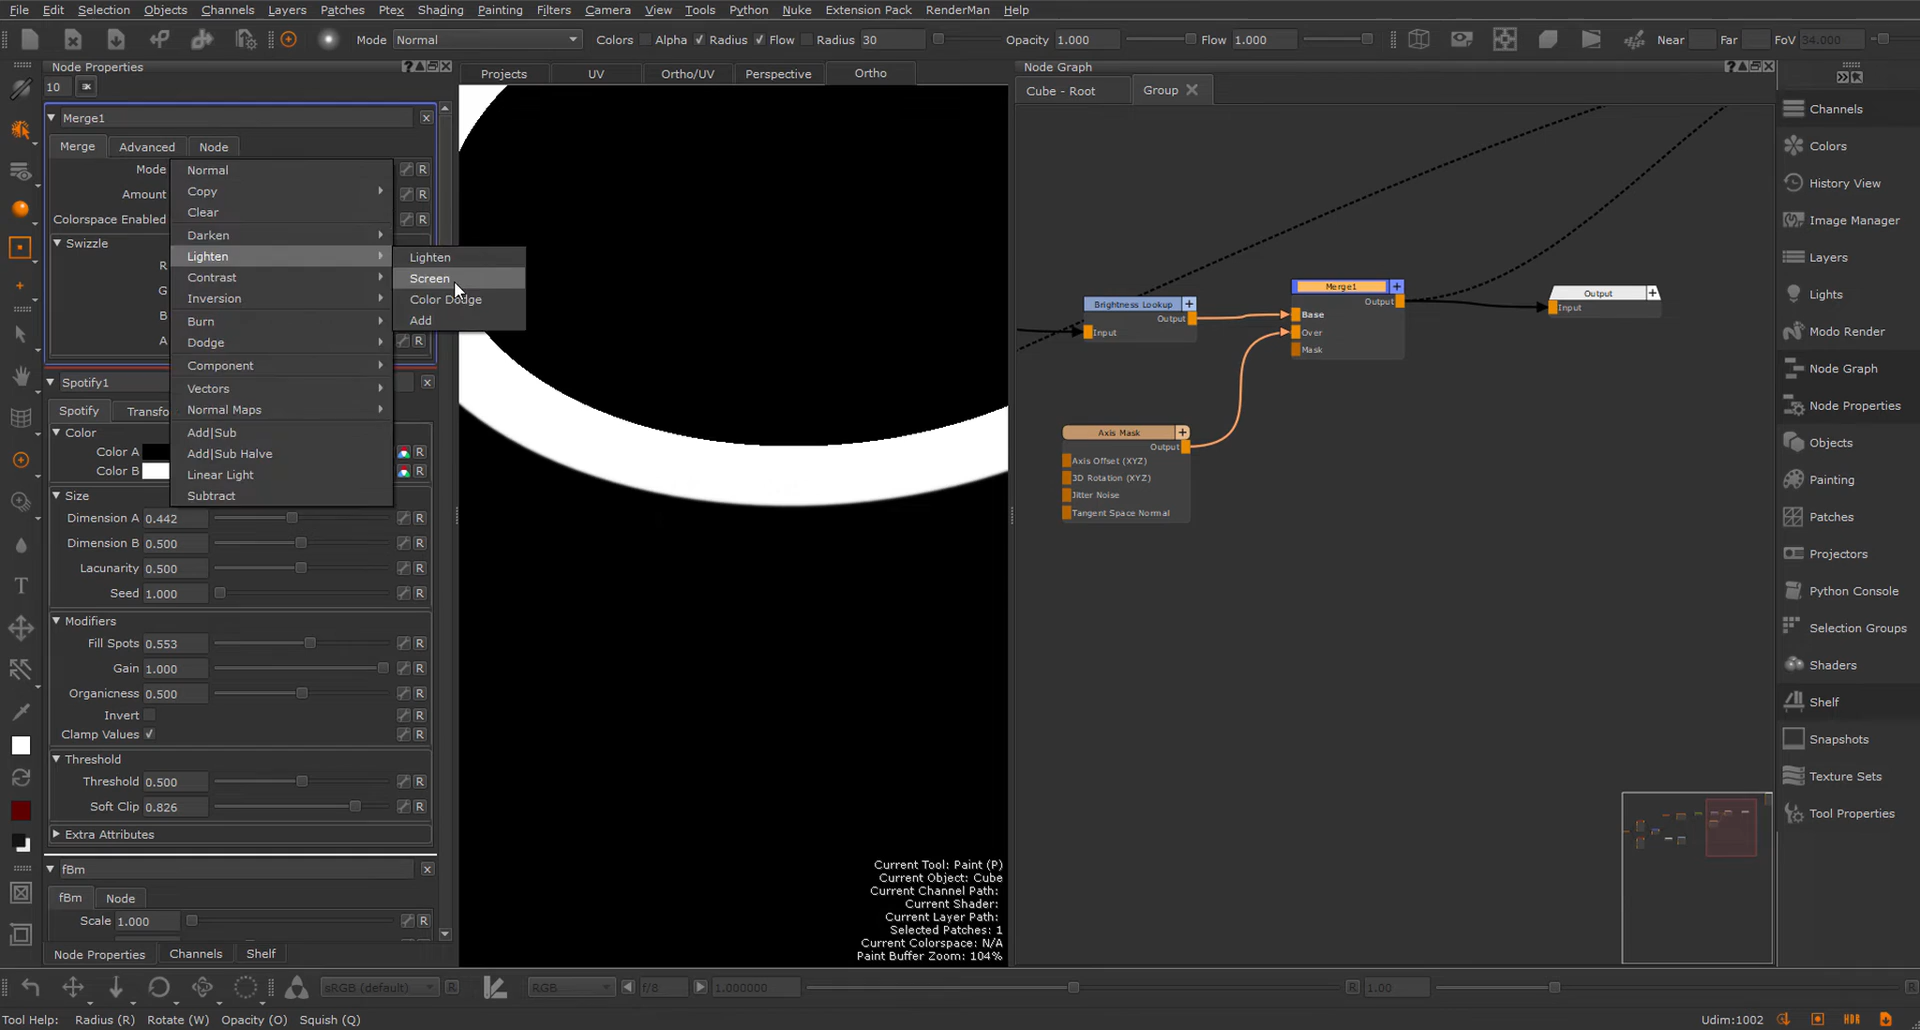 File Edit Selection Objects Channels Layers Patches Ptex Shading Painting Filters Camera View Tools Python Nuke Extension Pack RenderMan Help
Mode Normal Colors Alpha Radius Flow Radius 30 Opacity 1.000 Flow 1.000 Near Far FoV 34.000
Node Properties
10
Merge1
Merge Advanced Node
Mode
Amount
Colorspace Enabled
Swizzle
R
G
B
A
Normal
Copy
Clear
Darken
Lighten
Contrast
Inversion
Burn
Dodge
Component
Vectors
Normal Maps
Add|Sub
Add|Sub Halve
Linear Light
Subtract
Lighten
Screen
Color Dodge
Add
Spotify1
Spotify Transfo
Color
Color A
Color B
Size
Dimension A 0.442
Dimension B 0.500
Lacunarity 0.500
Seed 1.000
Modifiers
Fill Spots 0.553
Gain 1.000
Organicness 0.500
Invert
Clamp Values
Threshold
Threshold 0.500
Soft Clip 0.826
Extra Attributes
fBm
fBm Node
Scale 1.000
Node Properties Channels Shelf
Projects UV Ortho/UV Perspective Ortho
Current Tool: Paint (P)
Current Object: Cube
Current Channel Path:
Current Shader:
Current Layer Path:
Selected Patches: 1
Current Colorspace: N/A
Paint Buffer Zoom: 104%
Node Graph
Cube - Root Group
Brightness Lookup
Output
Input
Merge1
Output
Base
Over
Mask
Output
Input
Axis Mask
Output
Axis Offset (XYZ)
3D Rotation (XYZ)
Jitter Noise
Tangent Space Normal
Channels
Colors
History View
Image Manager
Layers
Lights
Modo Render
Node Graph
Node Properties
Objects
Painting
Patches
Projectors
Python Console
Selection Groups
Shaders
Shelf
Snapshots
Texture Sets
Tool Properties
sRGB (default) R RGB f/8 1.000000 R 1.00 R
Tool Help: Radius (R) Rotate (W) Opacity (O) Squish (Q) Udim:1002 HDR